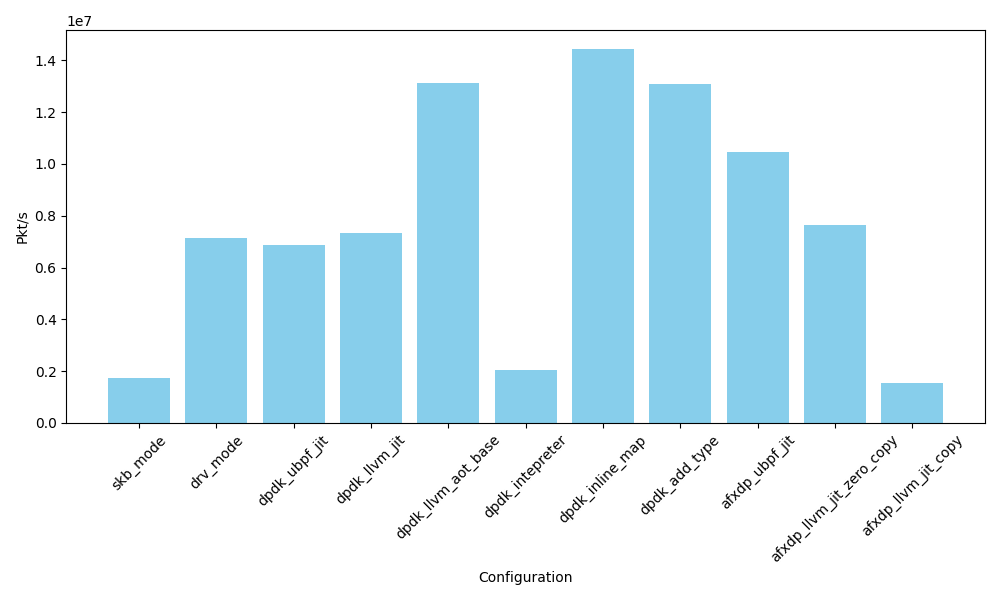 1e7
1.4
1.2
1.0
0.8
0.6
0.4
0.2
0.0
Pkt/s
skb_mode
drv_mode
dpdk_ubpf_jit
dpdk_llvm_jit
dpdk_llvm_aot_base
dpdk_intepreter
dpdk_inline_map
dpdk_add_type
afxdp_ubpf_jit
afxdp_llvm_jit_zero_copy
afxdp_llvm_jit_copy
Configuration